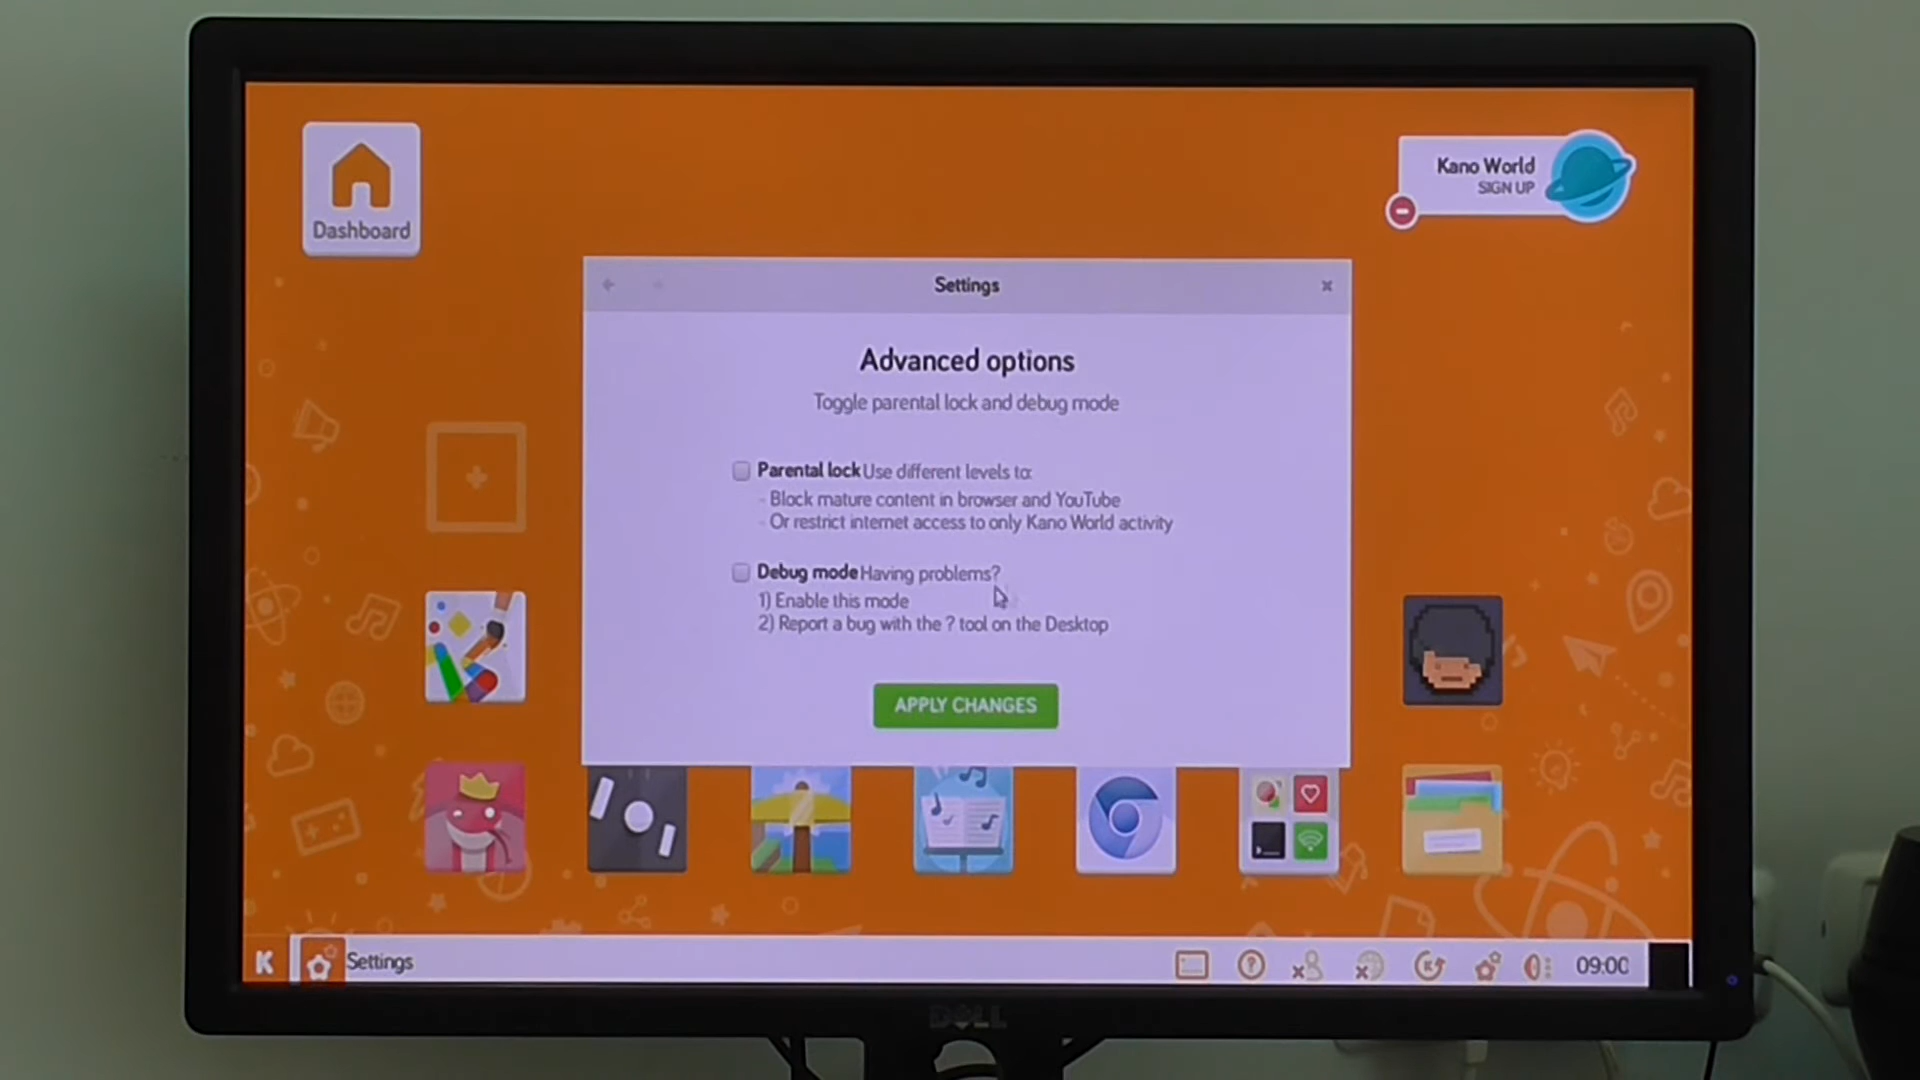 Dashboard
Kano World
SIGN UP
Settings
Advanced options
Toggle parental lock and debug mode
Parental lock Use different levels to:
- Block mature content in browser and YouTube
- Or restrict internet access to only Kano World activity
Debug mode Having problems?
1) Enable this mode
2) Report a bug with the ? tool on the Desktop
APPLY CHANGES
K
Settings
09:00
DELL